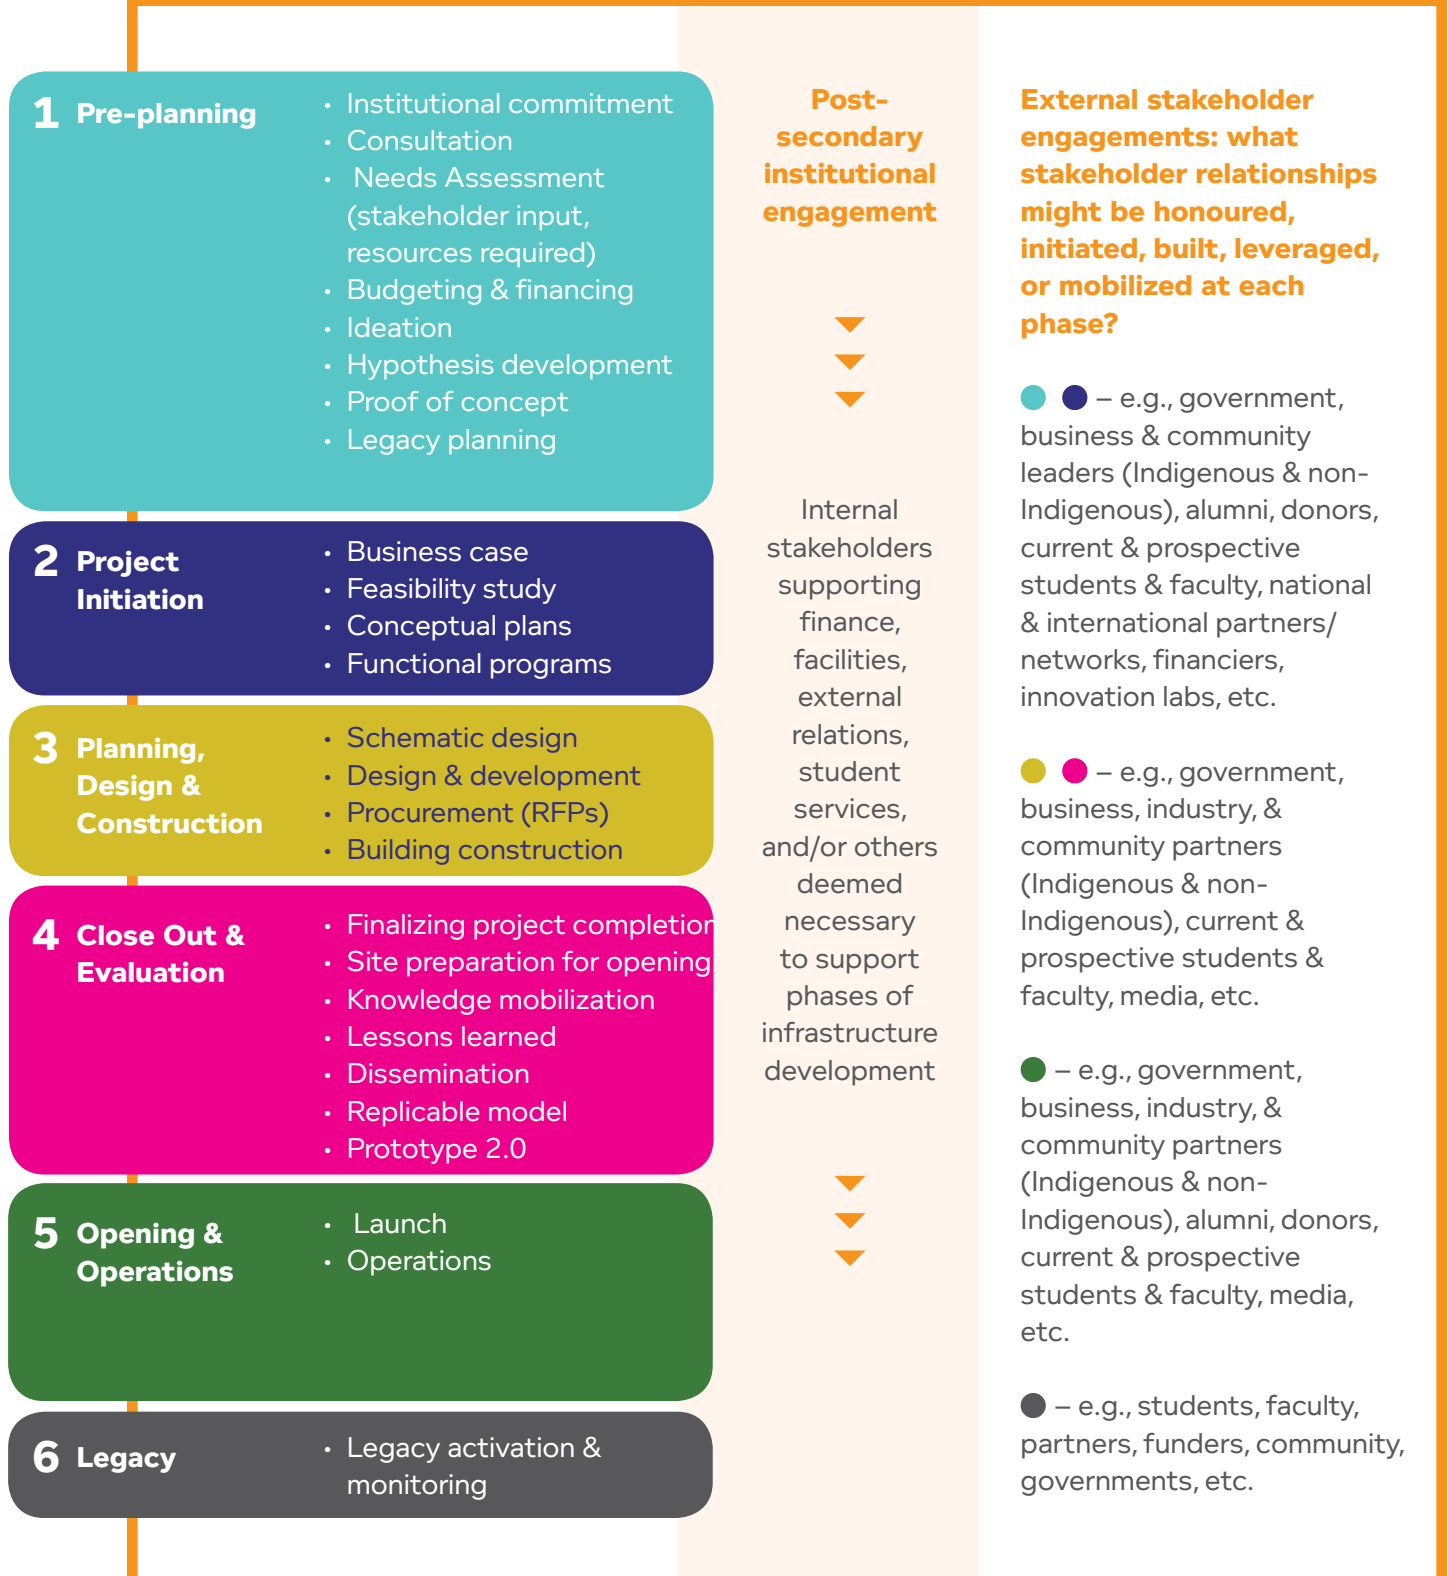 1 Pre-planning
• Institutional commitment
• Consultation
• Needs Assessment
(stakeholder input,
resources required)
• Budgeting & financing
• Ideation
• Hypothesis development
• Proof of concept
• Legacy planning
2 Project
Initiation
• Business case
• Feasibility study
• Conceptual plans
• Functional programs
3 Planning,
Design &
Construction
• Schematic design
• Design & development
• Procurement (RFPs)
• Building construction
4 Close Out &
Evaluation
• Finalizing project completion
• Site preparation for opening
• Knowledge mobilization
• Lessons learned
• Dissemination
• Replicable model
• Prototype 2.0
5 Opening &
Operations
• Launch
• Operations
6 Legacy
• Legacy activation &
monitoring
Post-
secondary
institutional
engagement
Internal
stakeholders
supporting
finance,
facilities,
external
relations,
student
services,
and/or others
deemed
necessary
to support
phases of
infrastructure
development
External stakeholder
engagements: what
stakeholder relationships
might be honoured,
initiated, built, leveraged,
or mobilized at each
phase?
– e.g., government,
business & community
leaders (Indigenous & non-
Indigenous), alumni, donors,
current & prospective
students & faculty, national
& international partners/
networks, financiers,
innovation labs, etc.
– e.g., government,
business, industry, &
community partners
(Indigenous & non-
Indigenous), current &
prospective students &
faculty, media, etc.
– e.g., government,
business, industry, &
community partners
(Indigenous & non-
Indigenous), alumni, donors,
current & prospective
students & faculty, media,
etc.
– e.g., students, faculty,
partners, funders, community,
governments, etc.